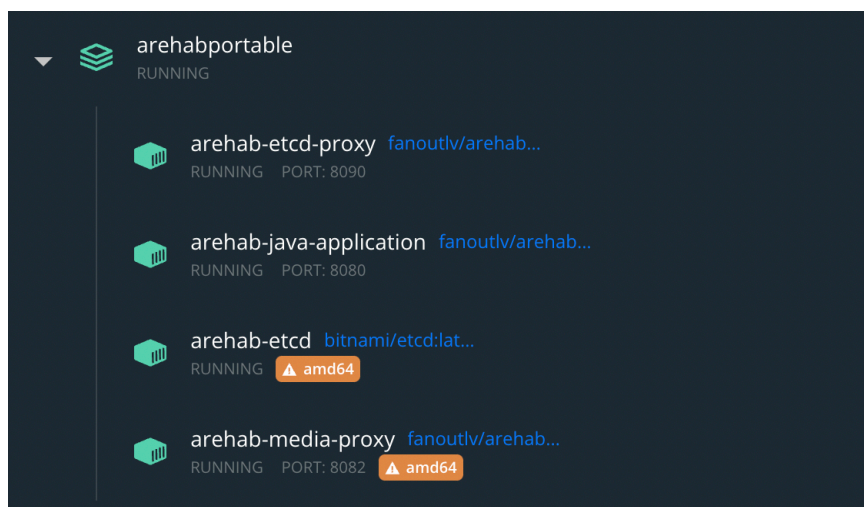 arehabportable
RUNNING
arehab-etcd-proxy fanoutlv/arehab...
RUNNING PORT: 8090
arehab-java-application fanoutlv/arehab...
RUNNING PORT: 8080
arehab-etcd bitnami/etcd:lat...
RUNNING amd64
arehab-media-proxy fanoutlv/arehab...
RUNNING PORT: 8082 amd64